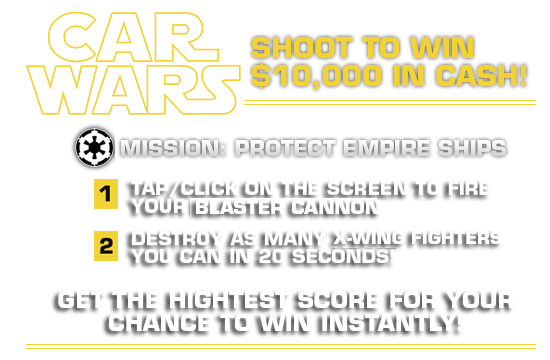 CAR
WARS
SHOOT TO WIN
$10,000 IN CASH!
MISSION: PROTECT EMPIRE SHIPS
1 TAP/CLICK ON THE SCREEN TO FIRE
YOUR BLASTER CANNON
2 DESTROY AS MANY X-WING FIGHTERS
YOU CAN IN 20 SECONDS!
GET THE HIGHTEST SCORE FOR YOUR
CHANCE TO WIN INSTANTLY!